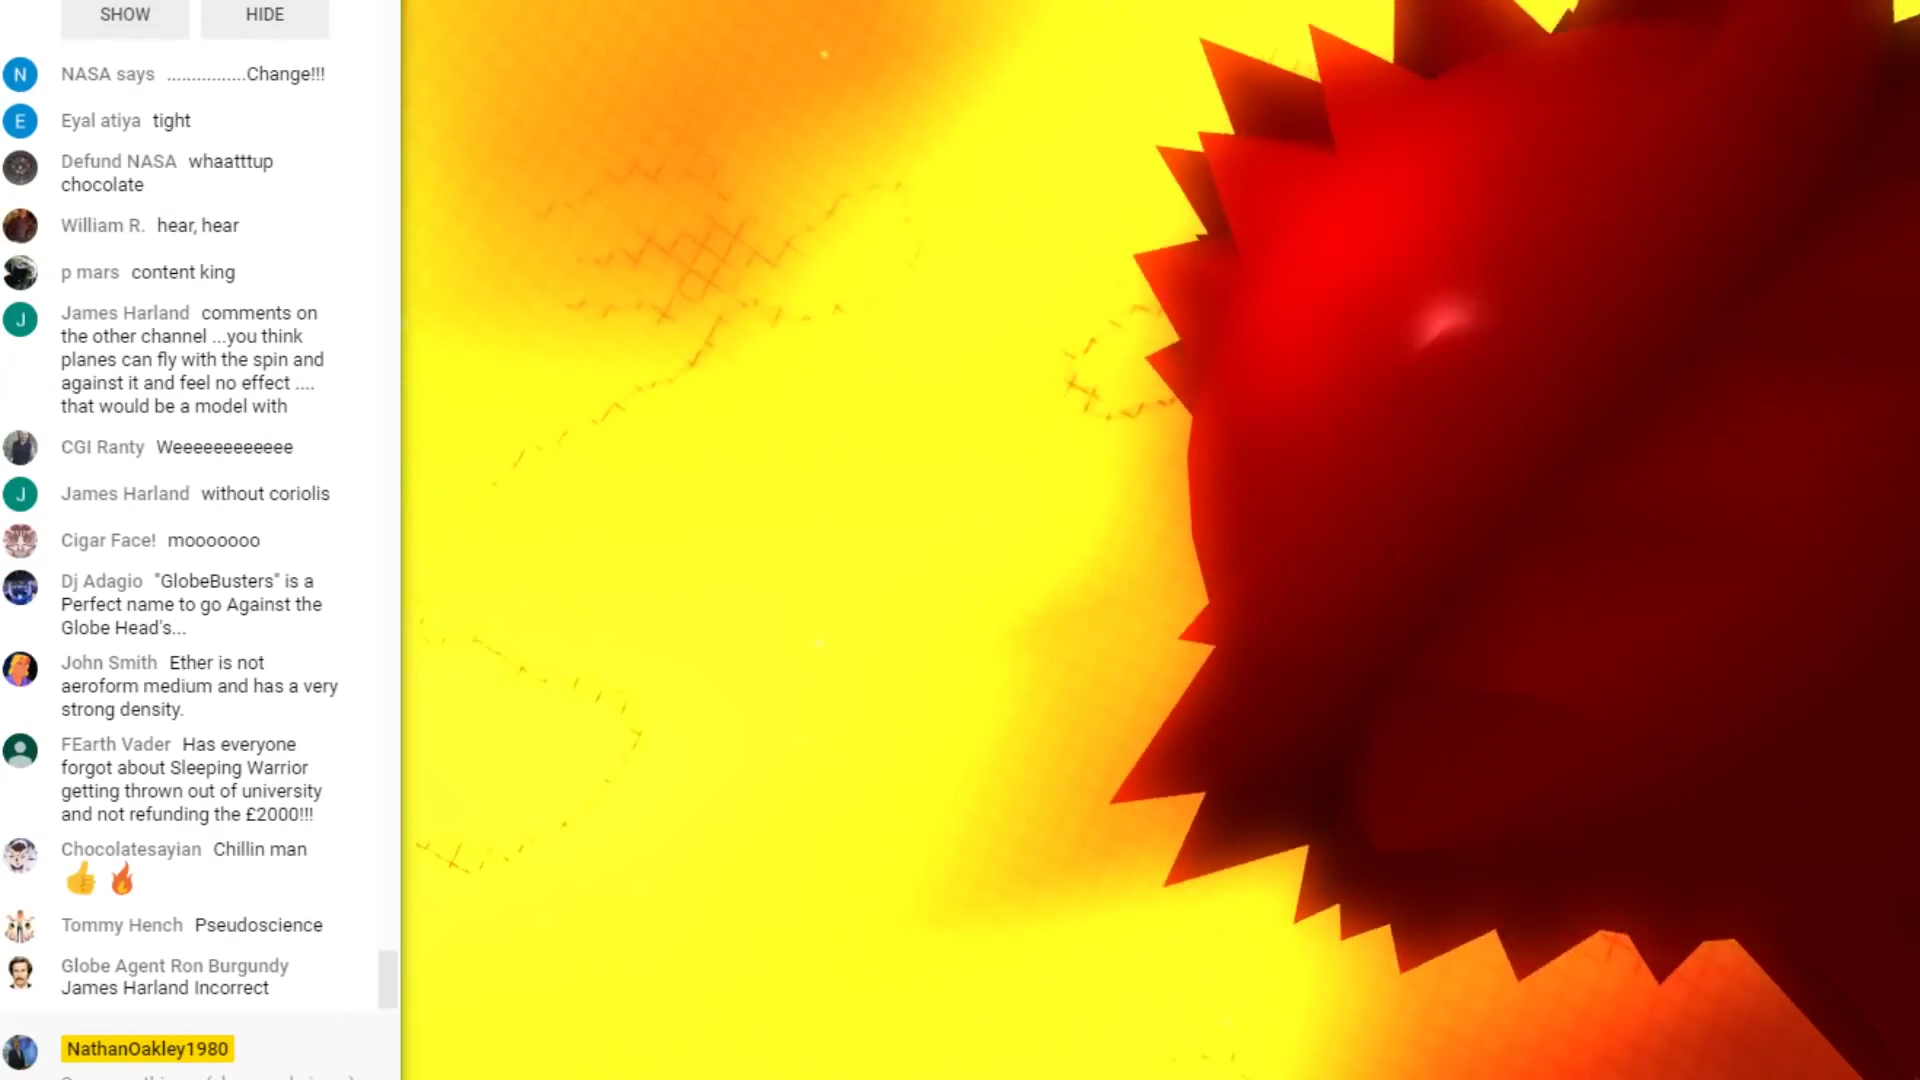 SHOW HIDE
N NASA says ................Change!!!
E Eyal atiya tight
Defund NASA whaatttup
chocolate
William R. hear, hear
p mars content king
J James Harland comments on
the other channel ...you think
planes can fly with the spin and
against it and feel no effect ....
that would be a model with
CGI Ranty Weeeeeeeeeeee
J James Harland without coriolis
Cigar Face! mooooooo
Dj Adagio "GlobeBusters" is a
Perfect name to go Against the
Globe Head's...
John Smith Ether is not
aeroform medium and has a very
strong density.
FEarth Vader Has everyone
forgot about Sleeping Warrior
getting thrown out of university
and not refunding the £2000!!!
Chocolatesayian Chillin man
Tommy Hench Pseudoscience
Globe Agent Ron Burgundy
James Harland Incorrect
NathanOakley1980